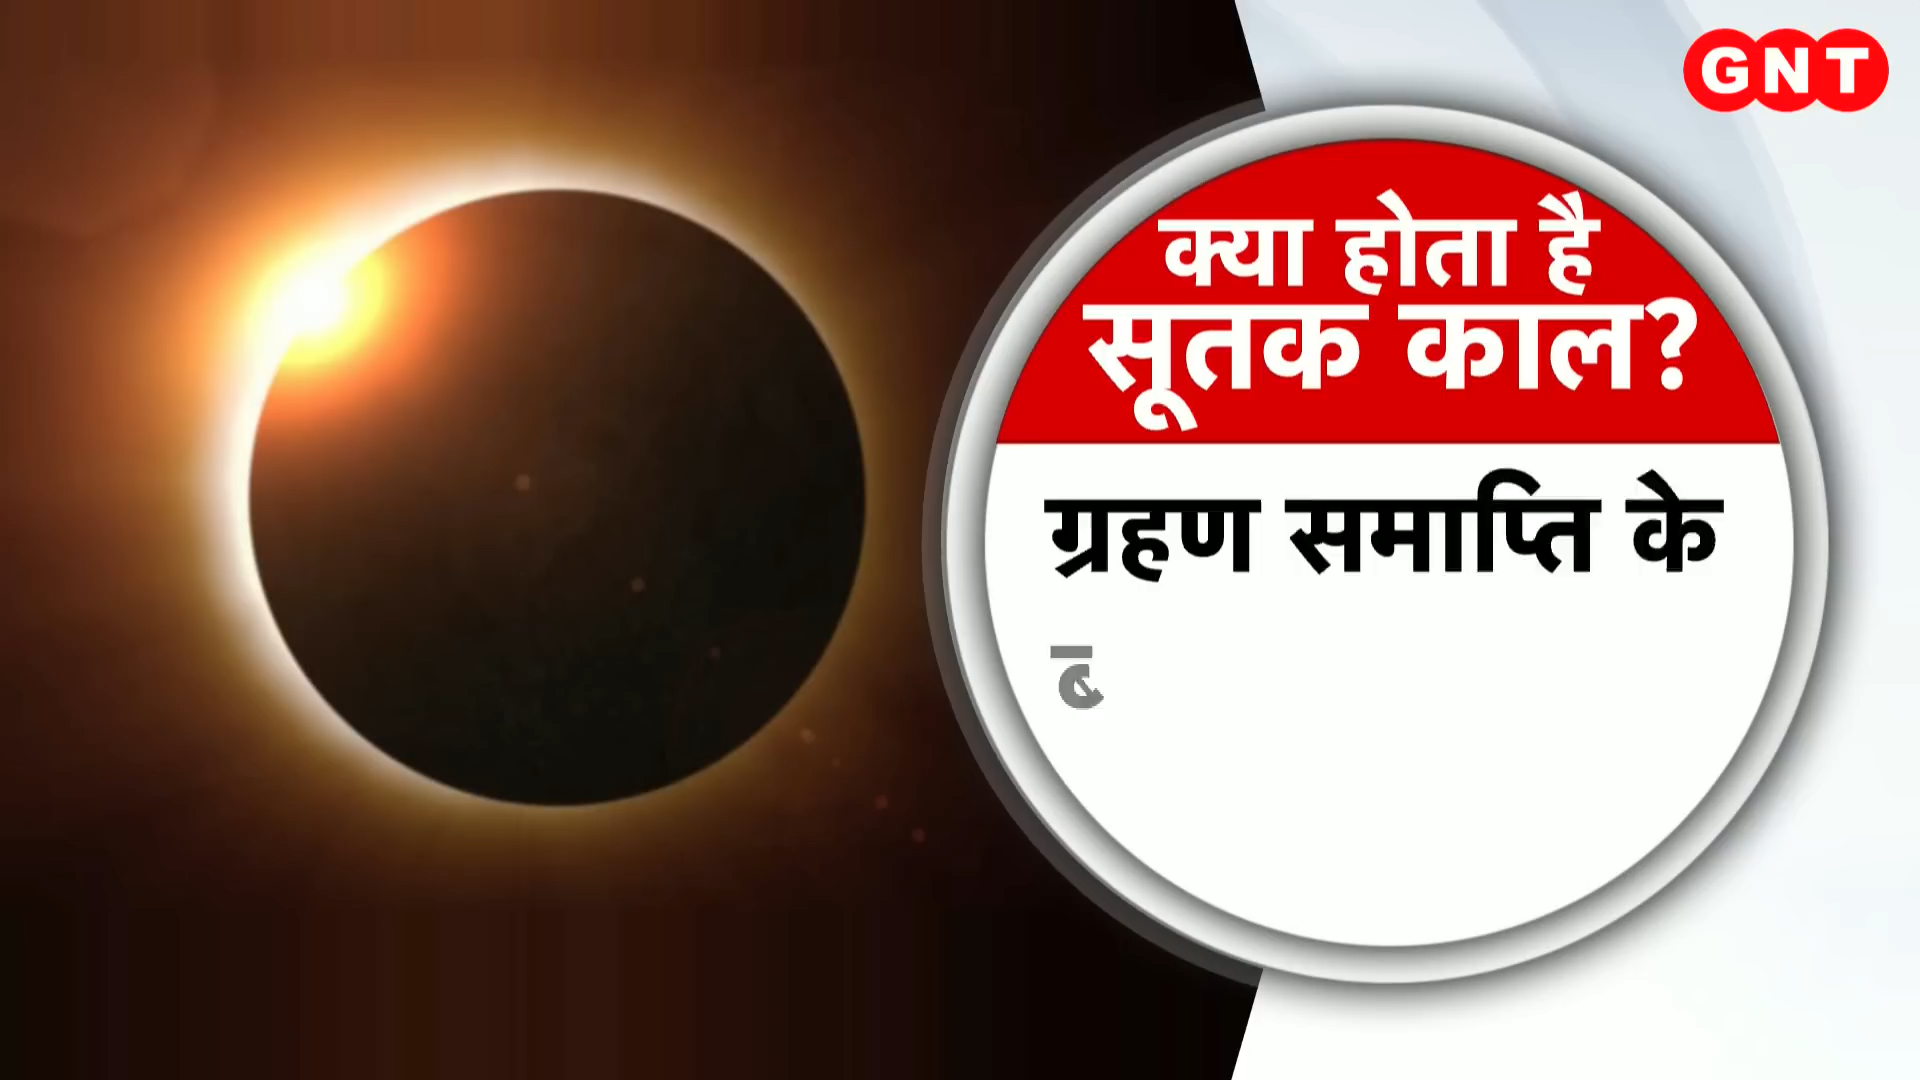 GNT
क्या होता है
सूतक काल?
ग्रहण समाप्ति के